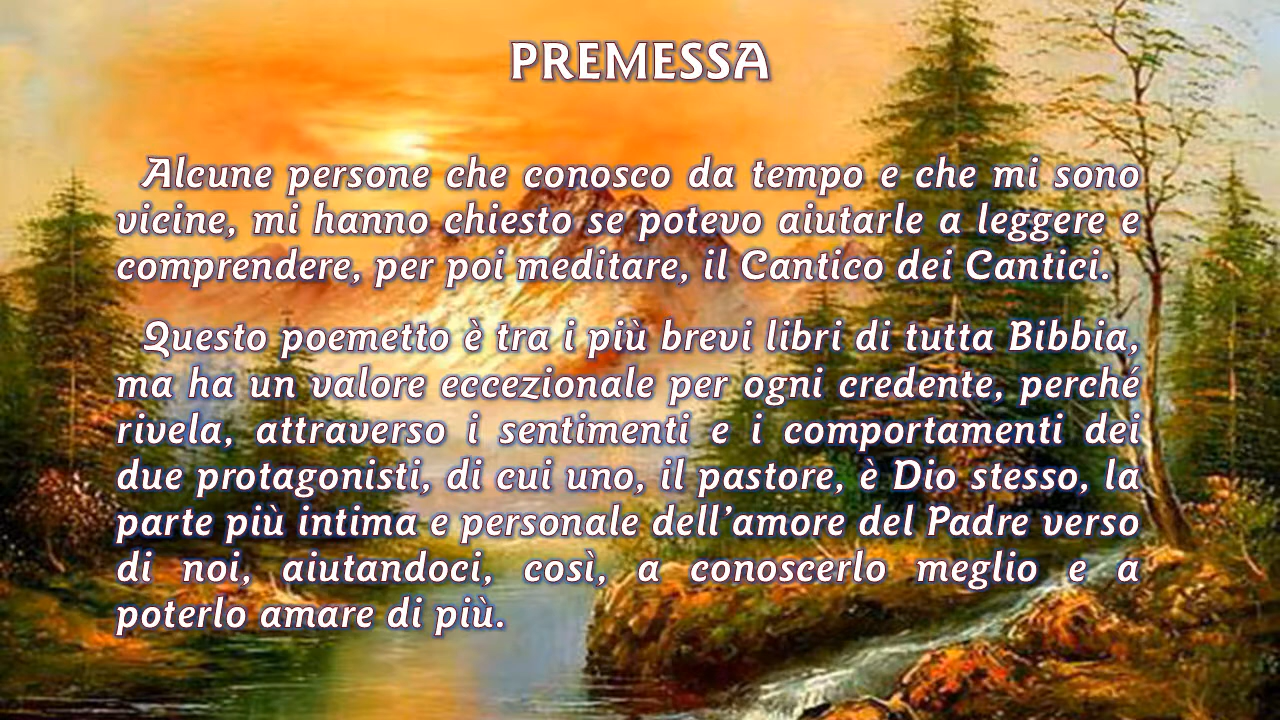 PREMESSA
Alcune persone che conosco da tempo e che mi sono
vicine, mi hanno chiesto se potevo aiutarle a leggere e
comprendere, per poi meditare, il Cantico dei Cantici.
Questo poemetto è tra i più brevi libri di tutta Bibbia,
ma ha un valore eccezionale per ogni credente, perché
rivela, attraverso i sentimenti e i comportamenti dei
due protagonisti, di cui uno, il pastore, è Dio stesso, la
parte più intima e personale dell’amore del Padre verso
di noi, aiutandoci, così, a conoscerlo meglio e a
poterlo amare di più.